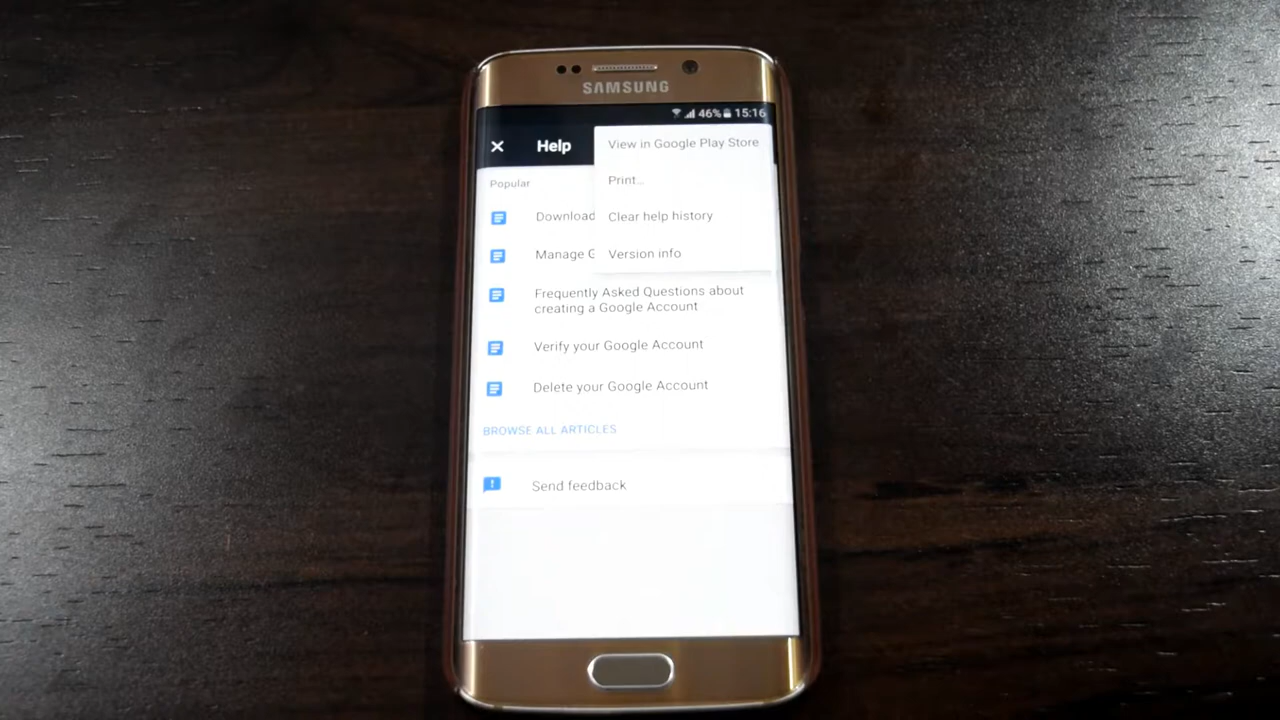 SAMSUNG
46% 15:16
Help
View in Google Play Store
Popular
Print...
Download
Clear help history
Manage G
Version info
Frequently Asked Questions about
creating a Google Account
Verify your Google Account
Delete your Google Account
BROWSE ALL ARTICLES
Send feedback